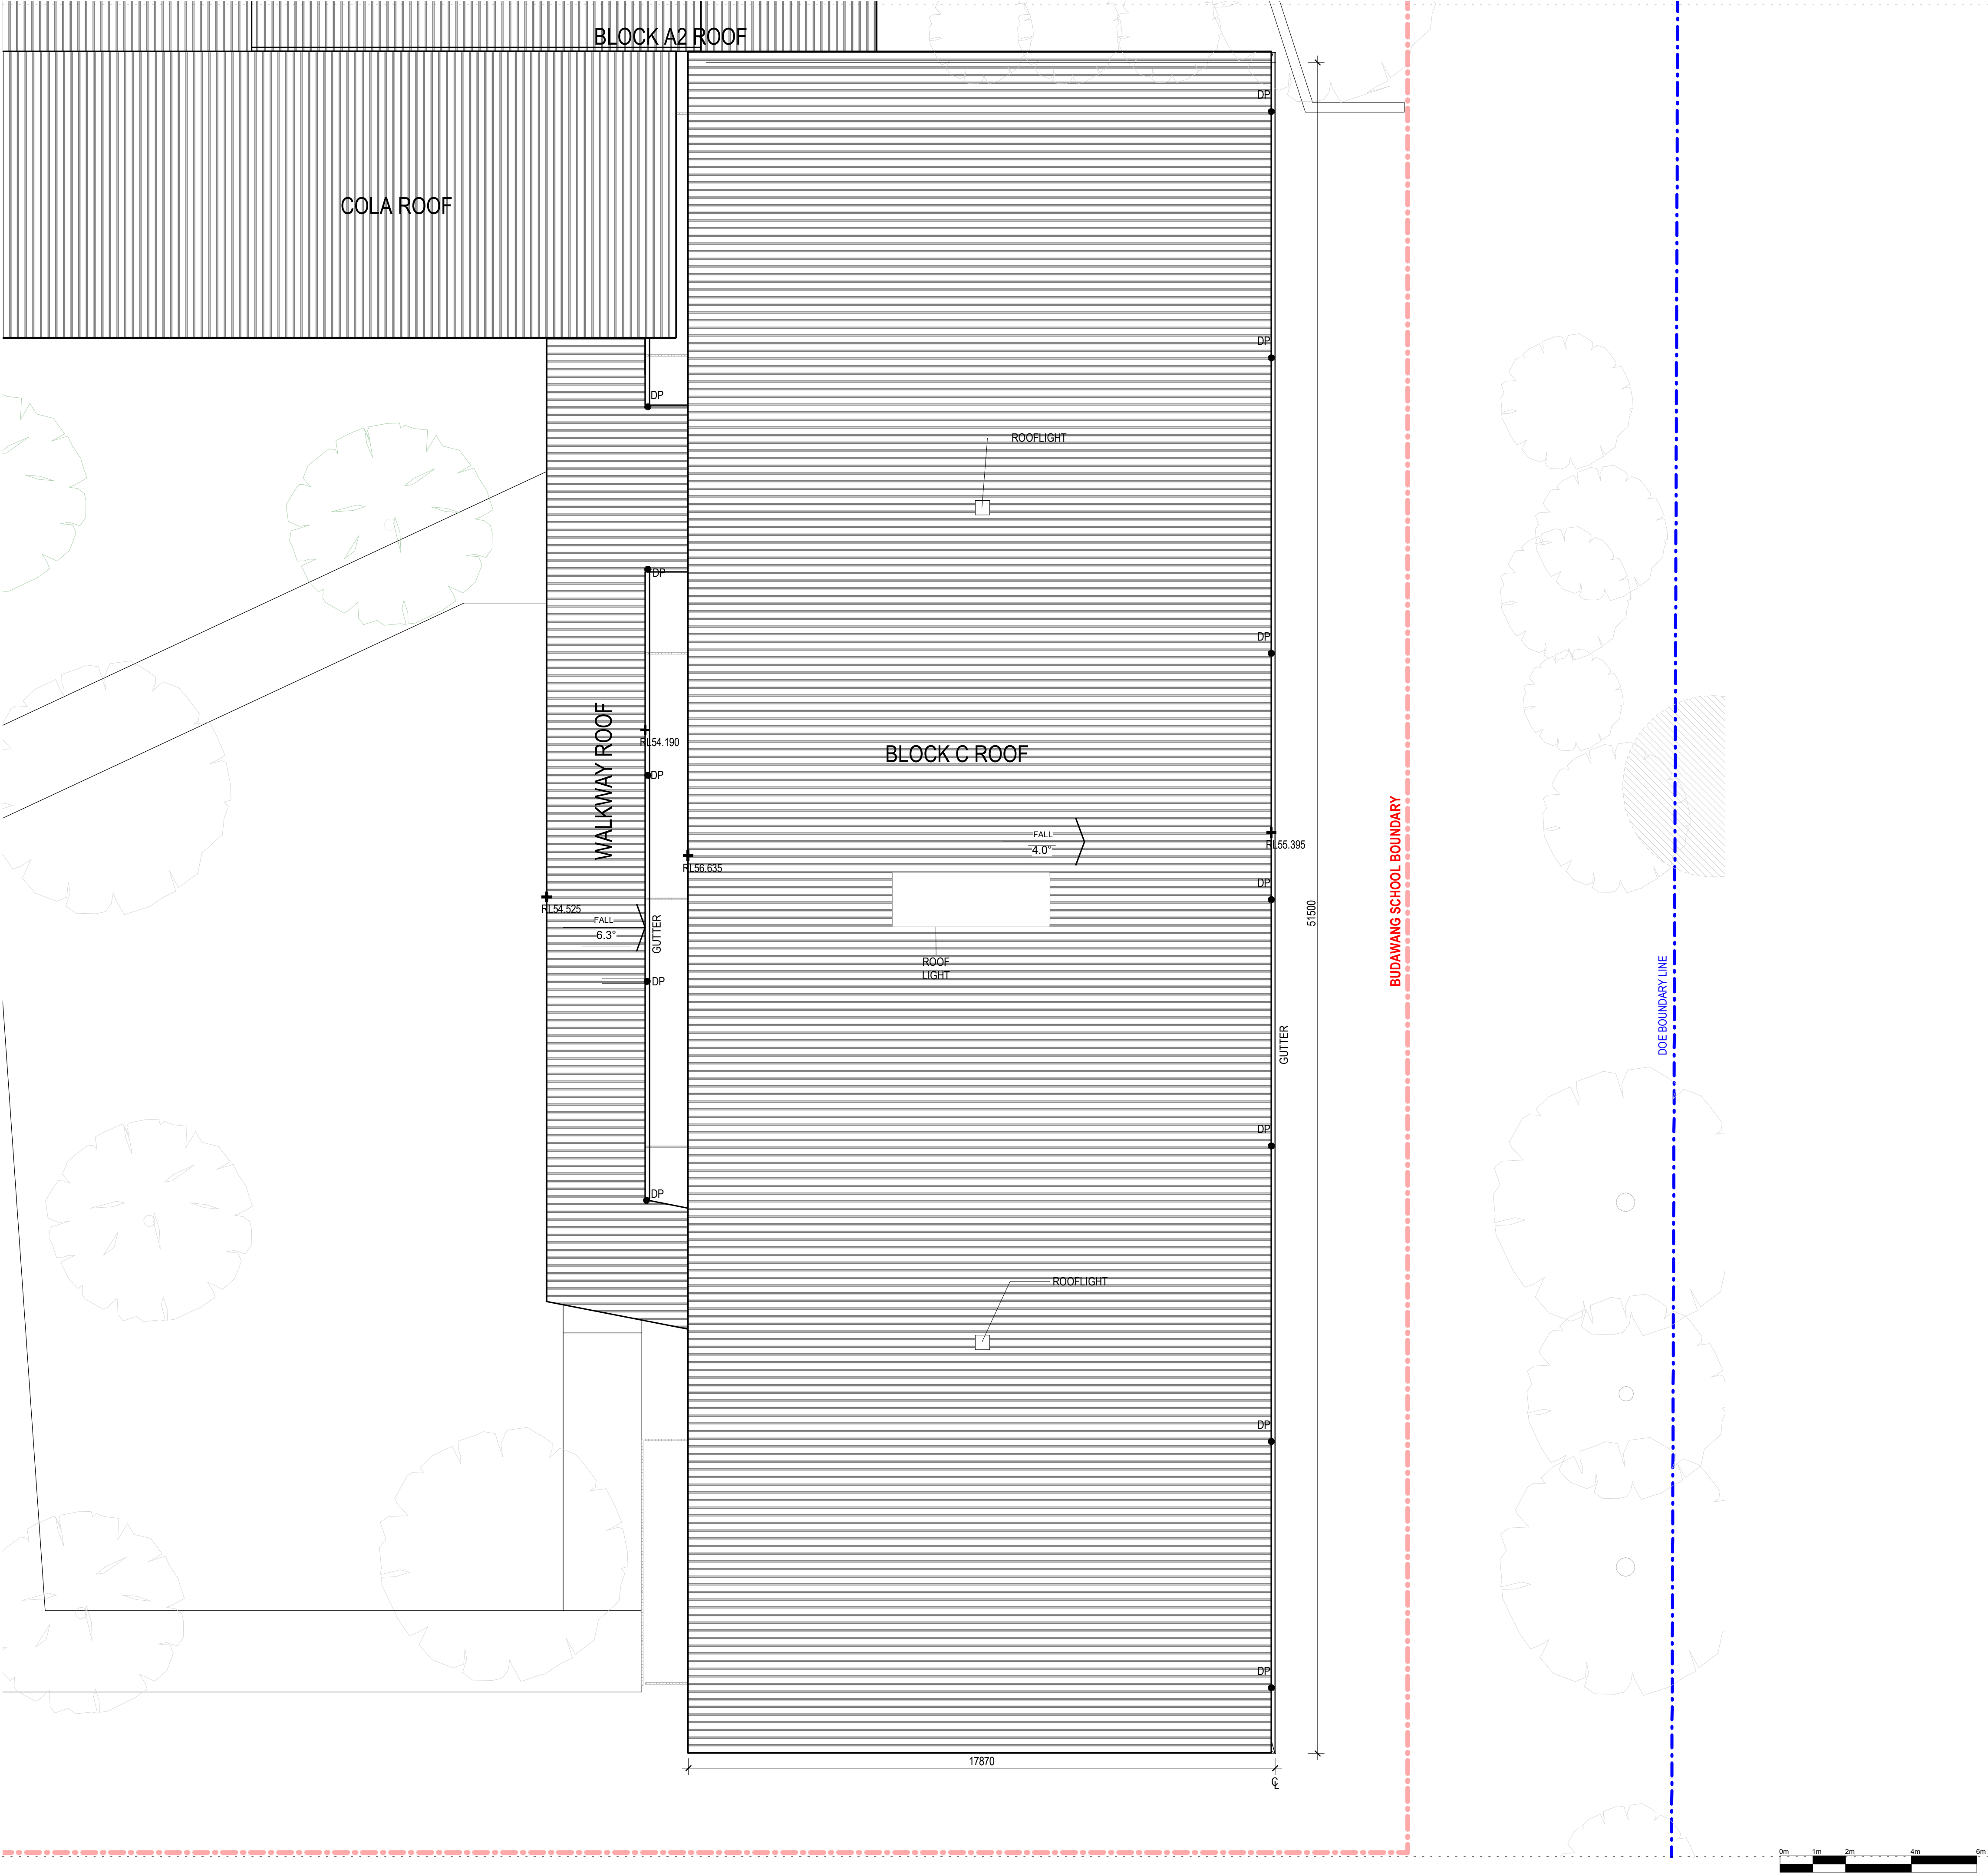 BLOCK A2 ROOF
DP
COLA ROOF
DP
DP
ROOFLIGHT
DP
DP
WALKWAY ROOF
RL54.190
DP
BLOCK C ROOF
FALL
4.0°
RL55.395
RL56.635
DP
RL54.525
FALL
6.3°
GUTTER
51500
BUDAWANG SCHOOL BOUNDARY
ROOF
LIGHT
DP
DOE BOUNDARY LINE
GUTTER
DP
DP
ROOFLIGHT
DP
DP
17870
CL
0m 1m 2m 4m 6m